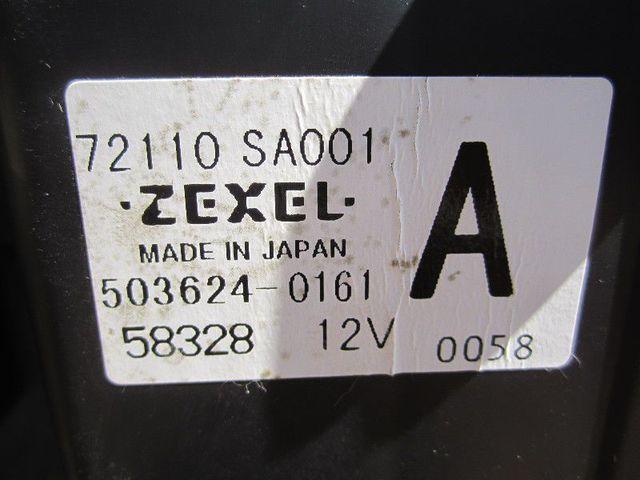 72110 SA001
·ZEXEL·
MADE IN JAPAN
A
503624-0161
58328 12V 0058